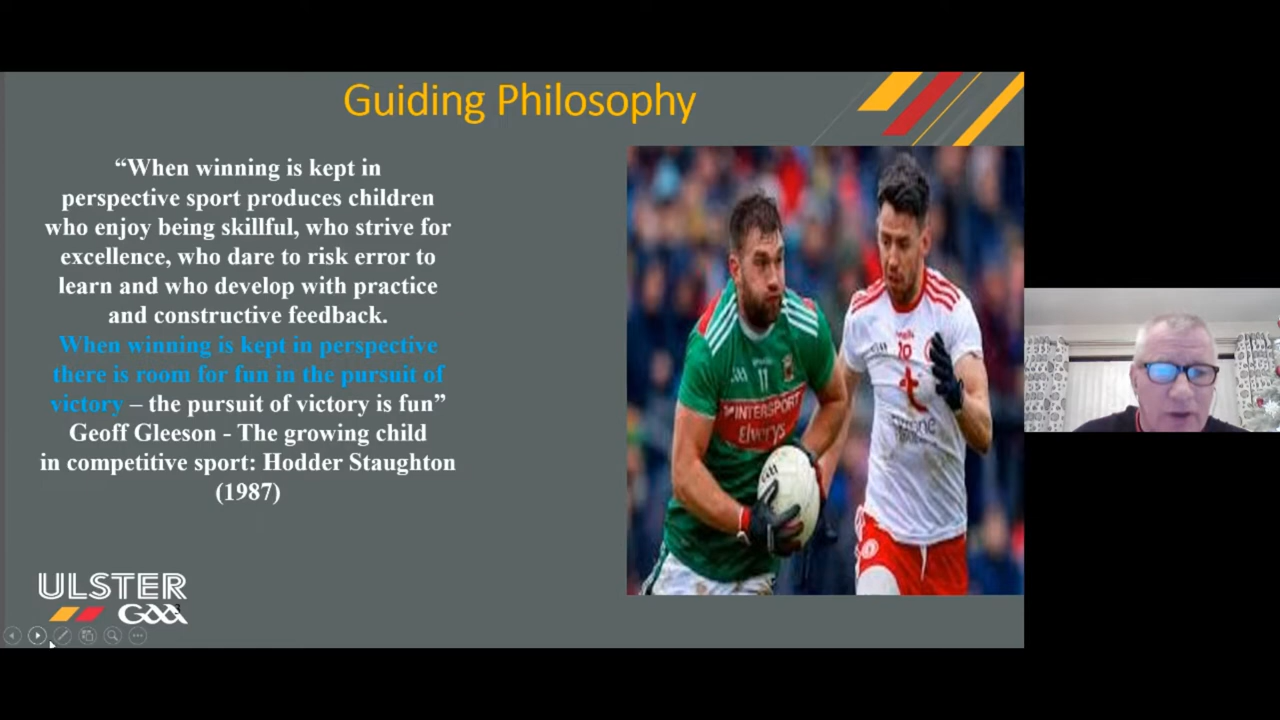 Guiding Philosophy
“When winning is kept in
perspective sport produces children
who enjoy being skillful, who strive for
excellence, who dare to risk error to
learn and who develop with practice
and constructive feedback.
When winning is kept in perspective
there is room for fun in the pursuit of
victory – the pursuit of victory is fun”
Geoff Gleeson - The growing child
in competitive sport: Hodder Staughton
(1987)
11
INTERSPORT
Elverys
19
t
ULSTER
GAA